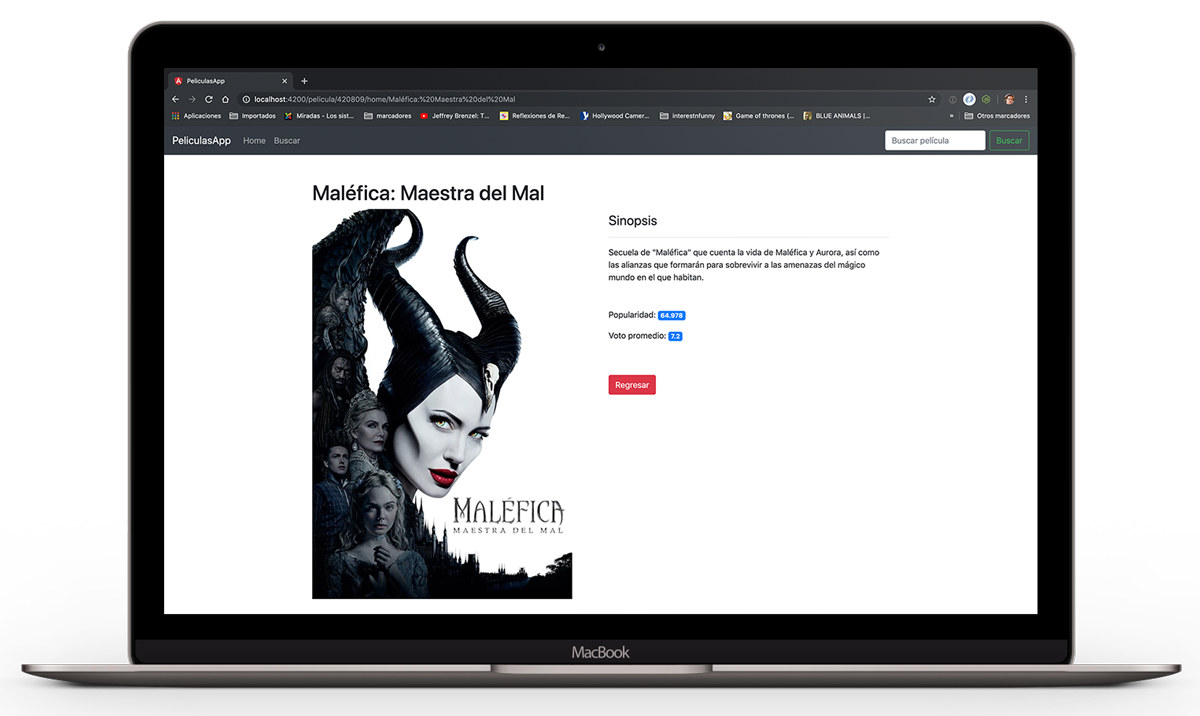 PeliculasApp
localhost:4200/pelicula/420809/home/Maléfica:%20Maestra%20del%20Mal
Aplicaciones Importados Miradas - Los sist... marcadores Jeffrey Brenzel: T... Reflexiones de Re... Hollywood Camer... interestnfunny Game of thrones (... BLUE ANIMALS |... » Otros marcadores
PeliculasApp Home Buscar Buscar película Buscar
Maléfica: Maestra del Mal
Sinopsis
Secuela de "Maléfica" que cuenta la vida de Maléfica y Aurora, así como
las alianzas que formarán para sobrevivir a las amenazas del mágico
mundo en el que habitan.
Popularidad: 64.978
Voto promedio: 7.2
Regresar
MALÉFICA
MAESTRA DEL MAL
MacBook